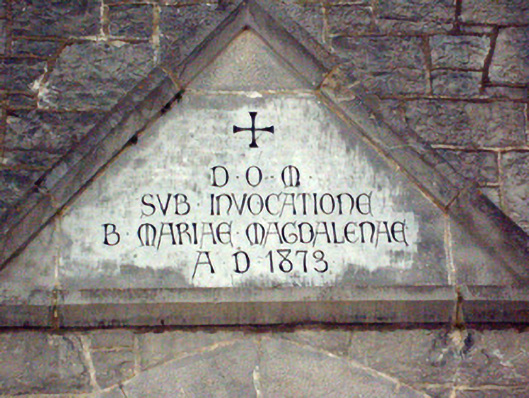 D·O·M·
SVB·INVOCATIONE
B·MARIAE·MAGDALENAE·
A·D·1873·